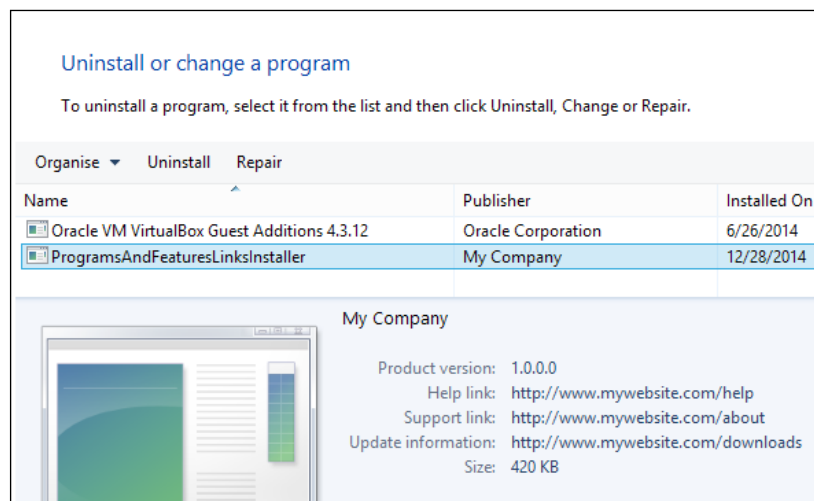 Uninstall or change a program
To uninstall a program, select it from the list and then click Uninstall, Change or Repair.
Organise Uninstall Repair
Name Publisher Installed On
Oracle VM VirtualBox Guest Additions 4.3.12 Oracle Corporation 6/26/2014
ProgramsAndFeaturesLinksInstaller My Company 12/28/2014
My Company
Product version: 1.0.0.0
Help link: http://www.mywebsite.com/help
Support link: http://www.mywebsite.com/about
Update information: http://www.mywebsite.com/downloads
Size: 420 KB